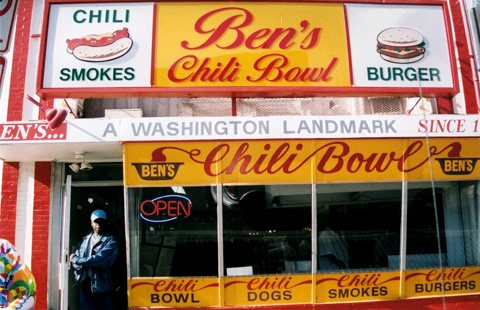 CHILI
SMOKES
Ben's
Chili Bowl
BURGER
EN'S...
A WASHINGTON LANDMARK
SINCE 1
BEN'S
Chili Bowl
BEN'S
OPEN
Chili
BOWL
Chili
DOGS
Chili
SMOKES
Chili
BURGERS